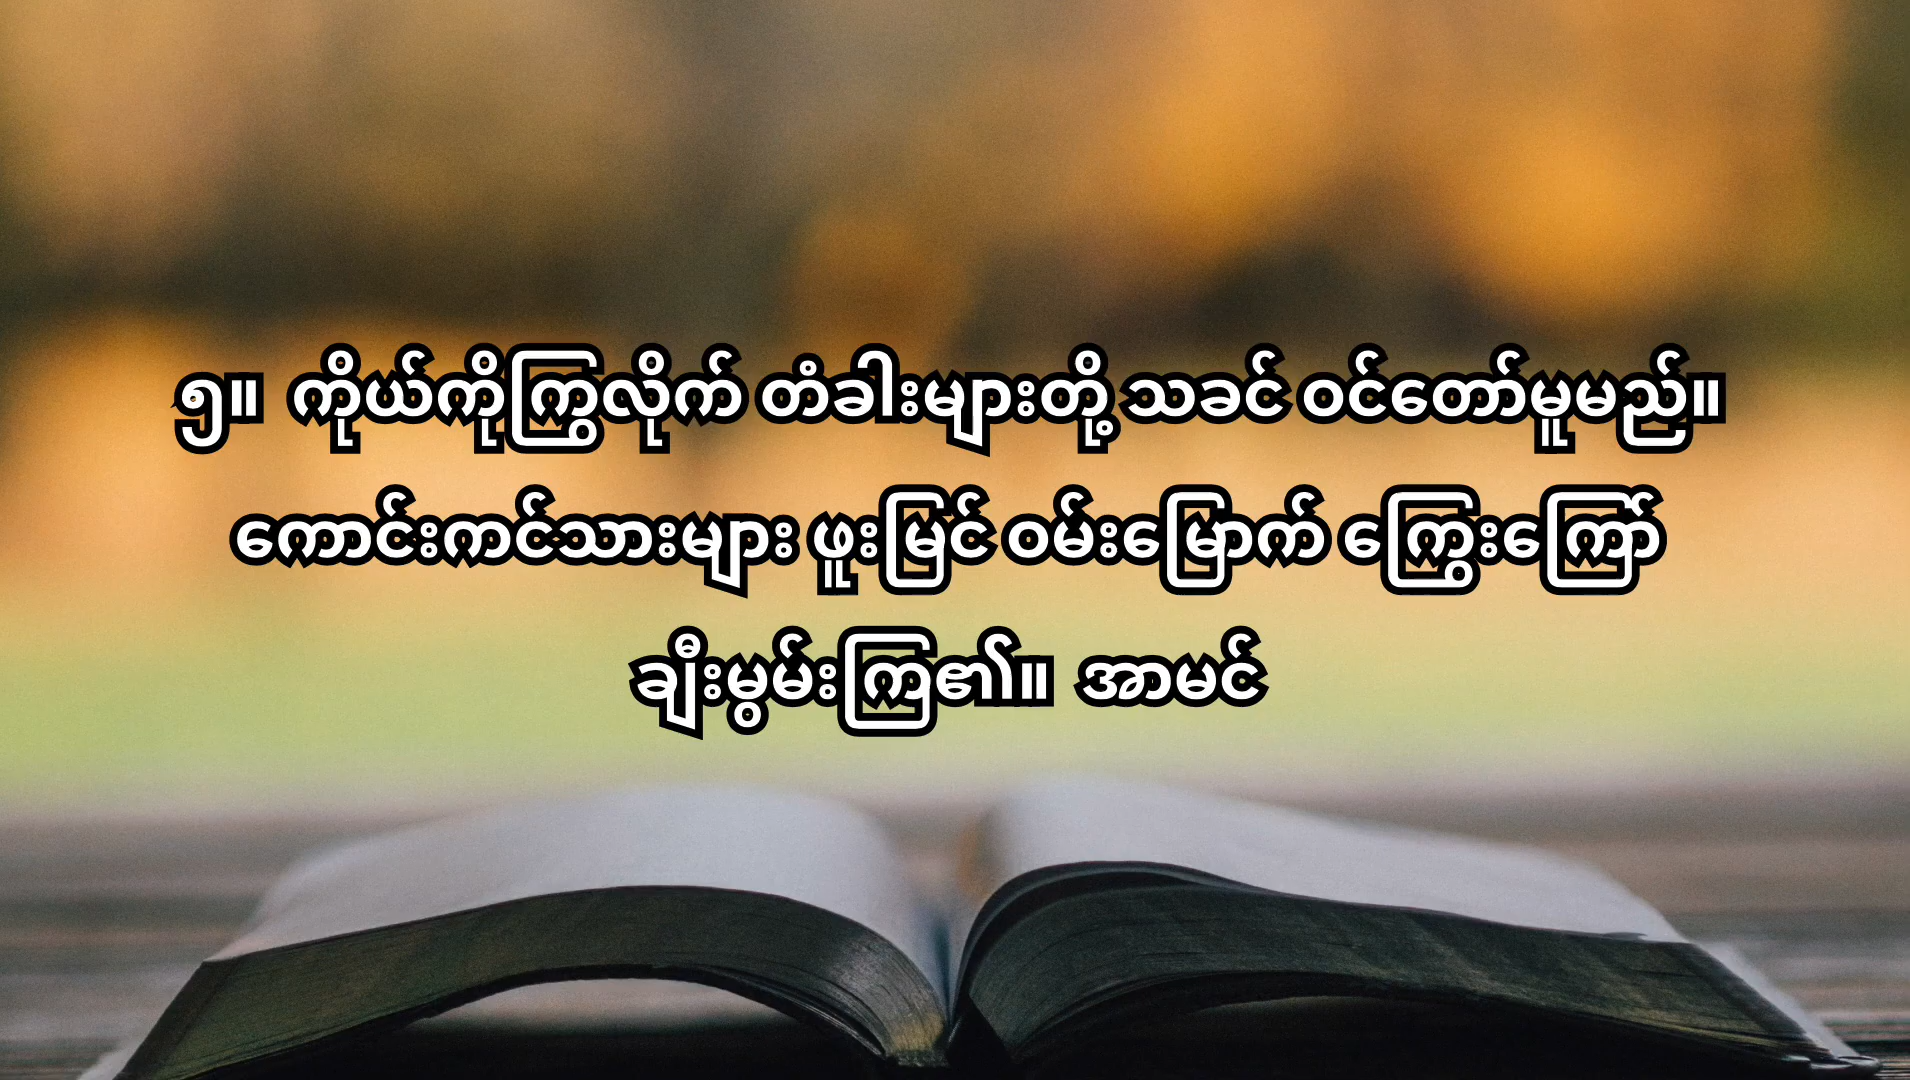 ၅။ ကိုယ်ကိုကြွလိုက် တံခါးများတို့ သခင် ဝင်တော်မူမည်။
ကောင်းကင်သားများ ဖူးမြင် ဝမ်းမြောက် ကြွေးကြော်
ချီးမွမ်းကြ၏။ အာမင်